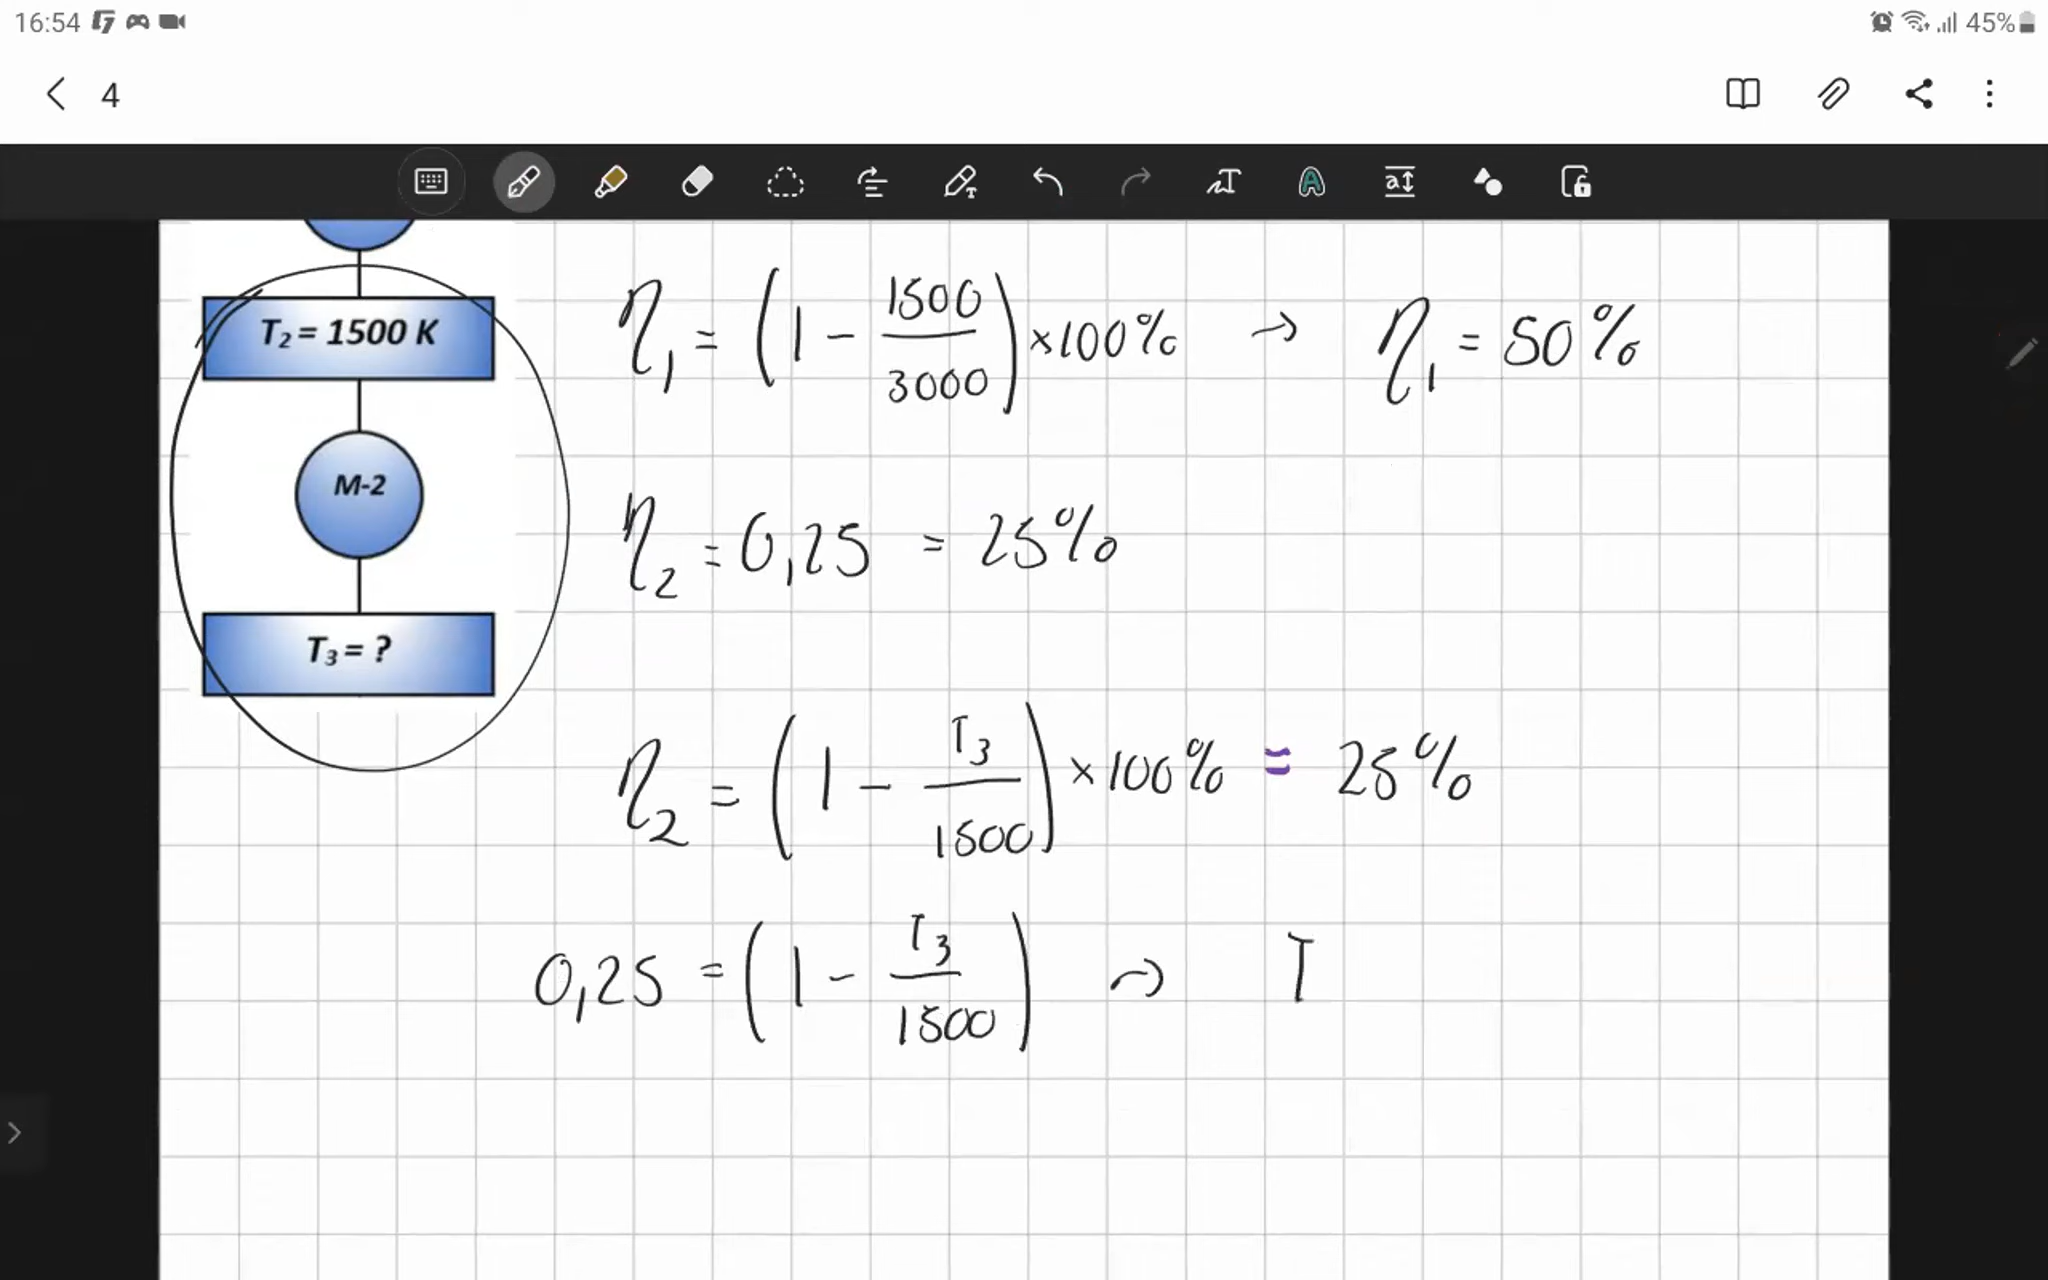 16:54 45%
4
T₂ = 1500 K
M-2
T₃ = ?
η₁ = (1 - 1500/3000) ×100% → η₁ = 50%
η₂ = 0,25 = 25%
η₂ = (1 - T₃/1500) ×100% = 25%
0,25 = (1 - T₃/1500) → T